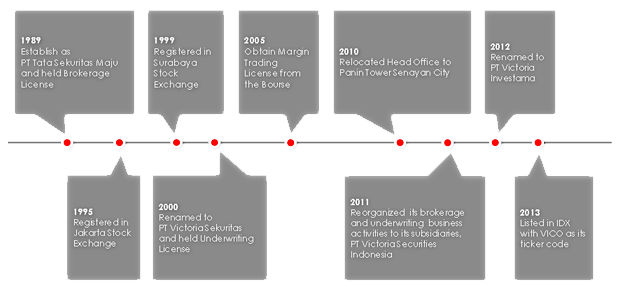 1989
Establish as
PT Tata Sekuritas Maju
and held Brokerage
License
1999
Registered in
Surabaya
Stock
Exchange
2005
Obtain Margin
Trading
License from
the Bourse
2010
Relocated Head Office to
Panin Tower Senayan City
2012
Renamed to
PT Victoria
Investama
1995
Registered in
Jakarta Stock
Exchange
2000
Renamed to
PT Victoria Sekuritas
and held Underwriting
License
2011
Reorganized its brokerage
and underwriting business
activities to its subsidiaries,
PT Victoria Securities
Indonesia
2013
Listed in IDX
with VICO as its
ticker code